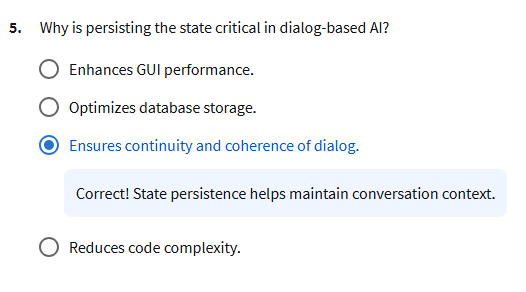 5. Why is persisting the state critical in dialog-based AI?
Enhances GUI performance.
Optimizes database storage.
Ensures continuity and coherence of dialog.
Correct! State persistence helps maintain conversation context.
Reduces code complexity.